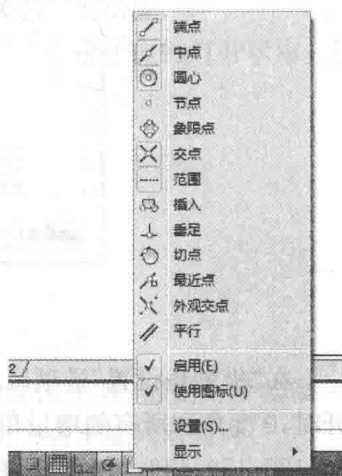 端点
中点
圆心
节点
象限点
交点
范围
插入
垂足
切点
最近点
外观交点
平行
2
启用(E)
使用图标(U)
设置(S)...
显示